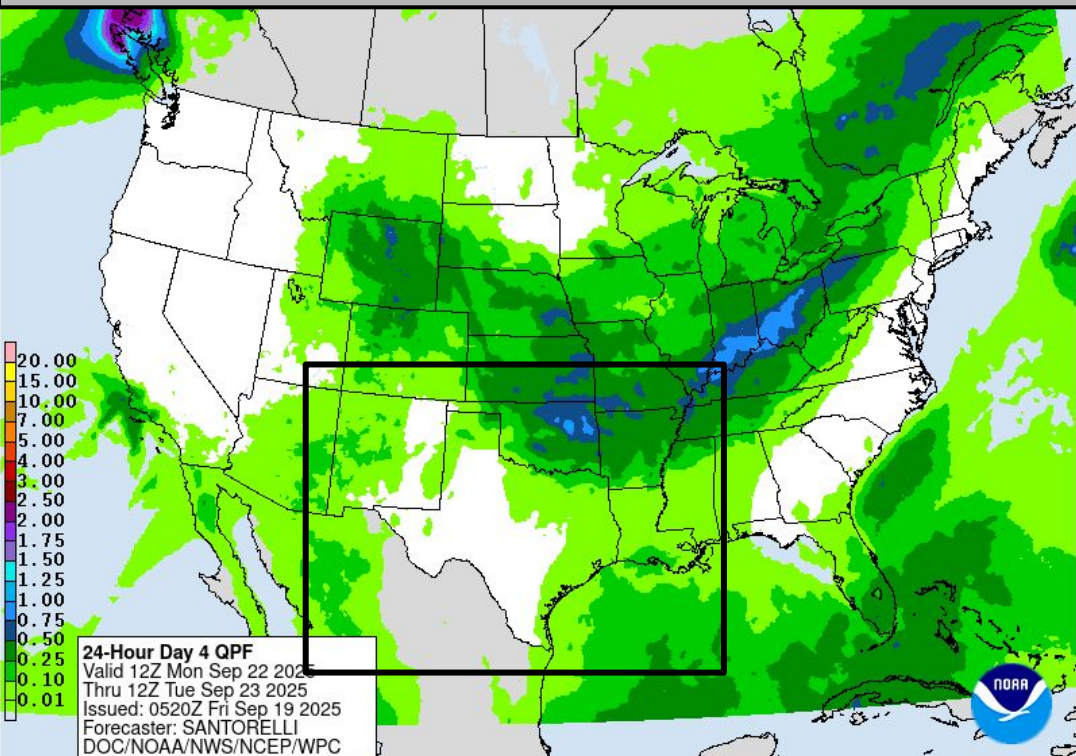 20.00
15.00
10.00
7.00
5.00
4.00
3.00
2.50
2.00
1.75
1.50
1.25
1.00
0.75
0.50
0.25
0.10
0.01
24-Hour Day 4 QPF
Valid 12Z Mon Sep 22 2025
Thru 12Z Tue Sep 23 2025
Issued: 0520Z Fri Sep 19 2025
Forecaster: SANTORELLI
DOC/NOAA/NWS/NCEP/WPC
NOAA